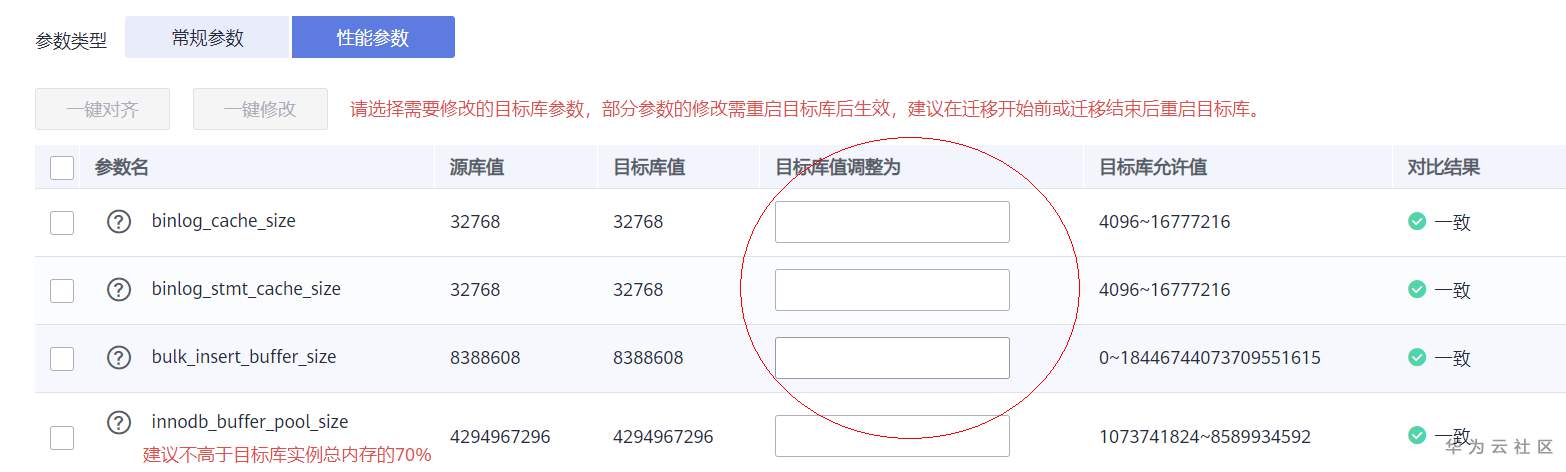 参数类型 常规参数 性能参数
一键对齐 一键修改 请选择需要修改的目标库参数，部分参数的修改需重启目标库后生效，建议在迁移开始前或迁移结束后重启目标库。
参数名 源库值 目标库值 目标库值调整为 目标库允许值 对比结果
binlog_cache_size 32768 32768 4096~16777216 一致
binlog_stmt_cache_size 32768 32768 4096~16777216 一致
bulk_insert_buffer_size 8388608 8388608 0~18446744073709551615 一致
innodb_buffer_pool_size 4294967296 4294967296 1073741824~8589934592 一致
建议不高于目标库实例总内存的70%
华为云社区